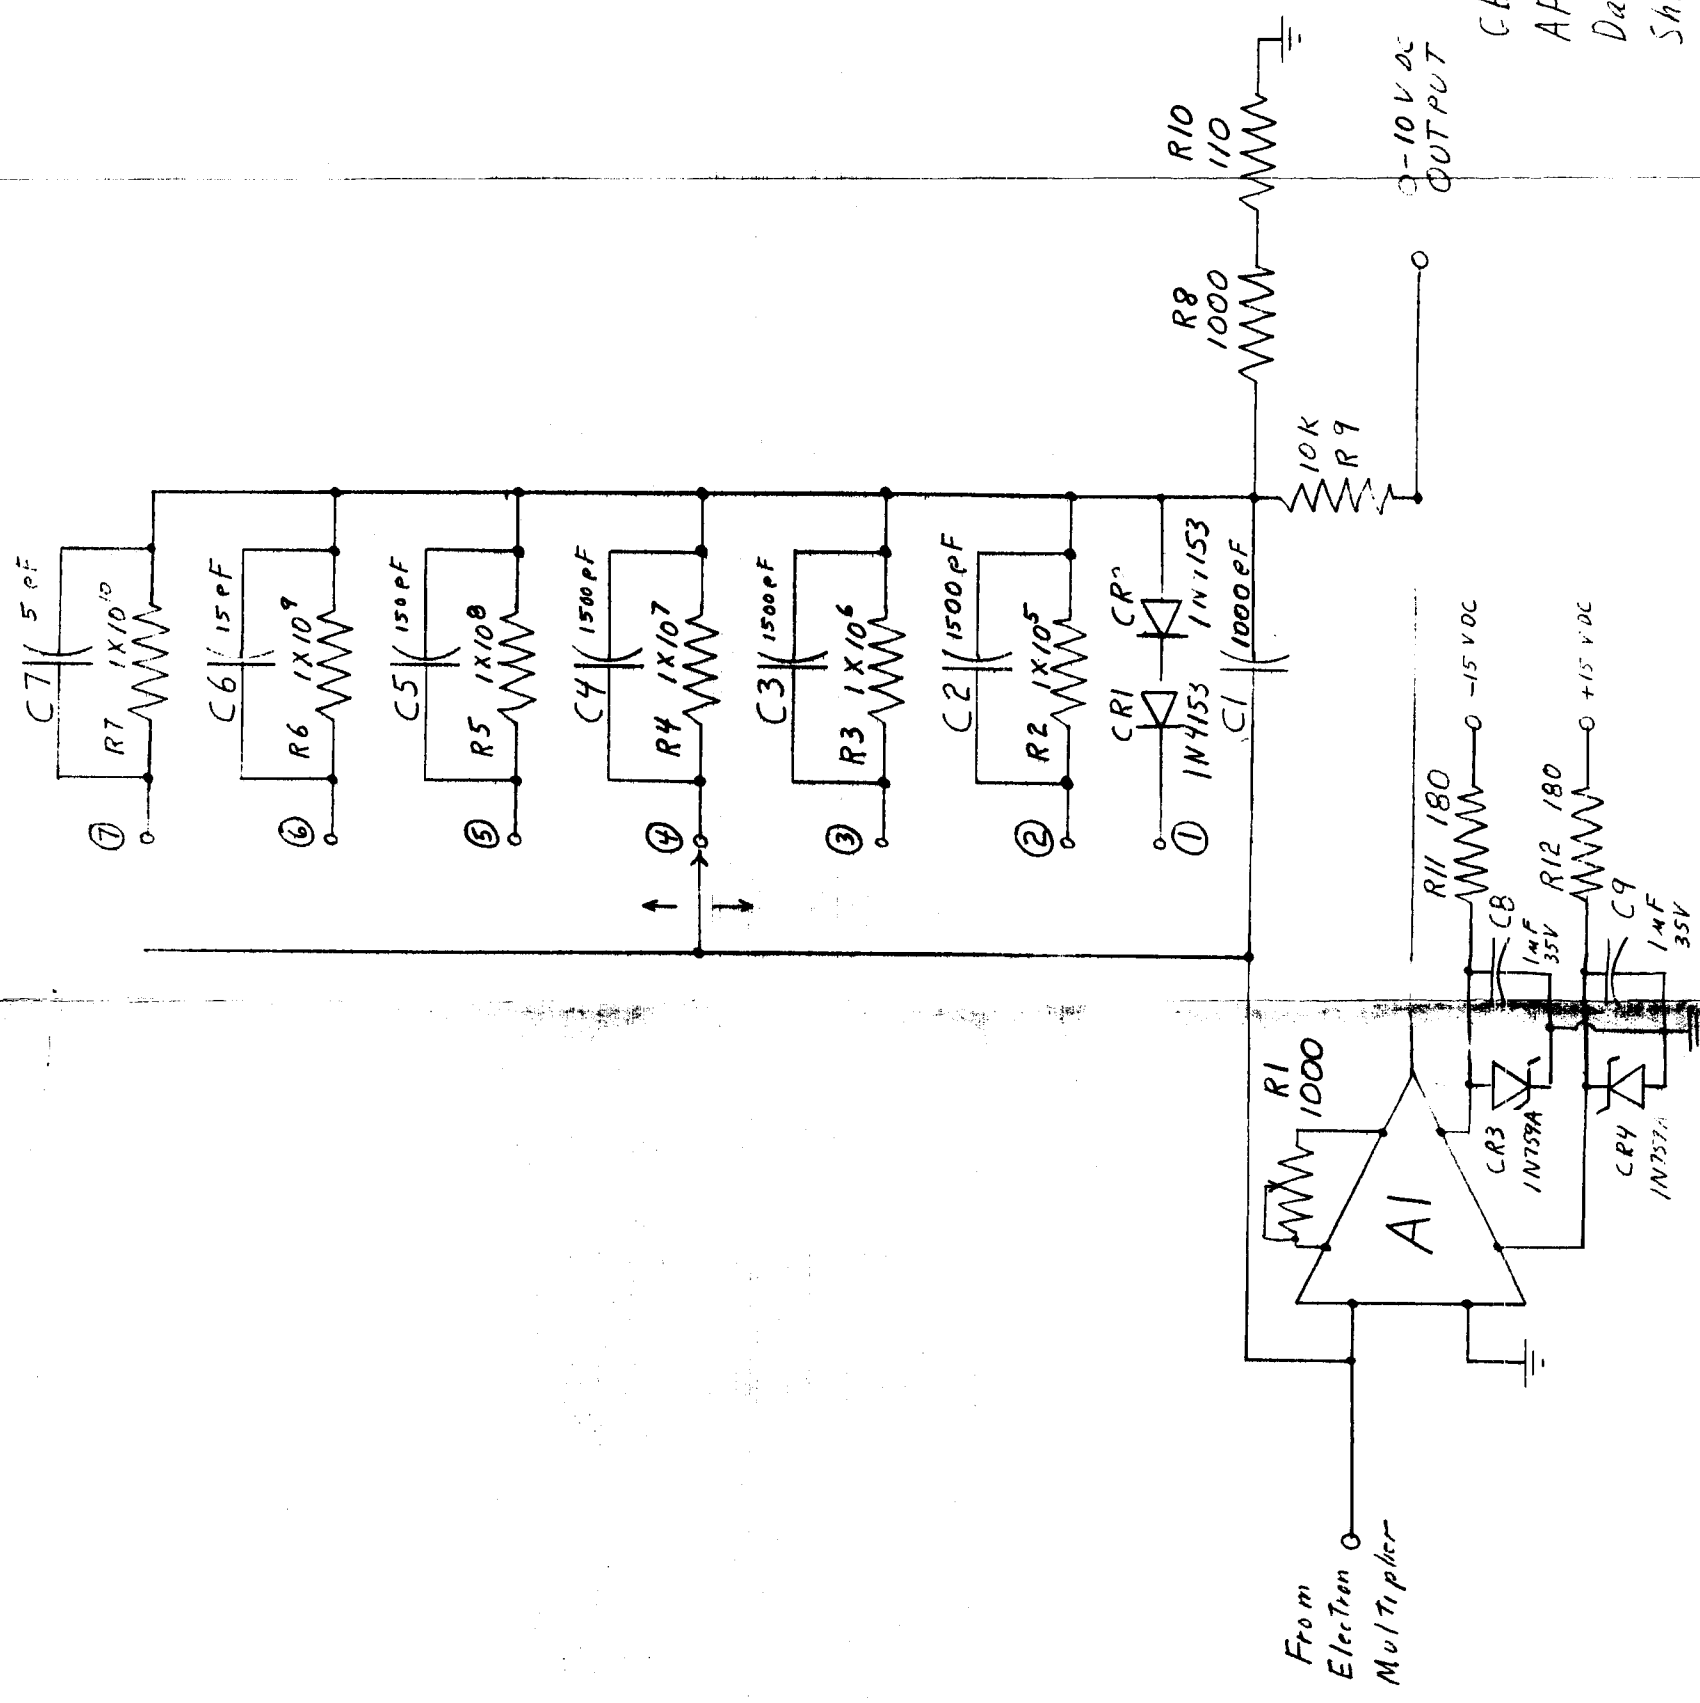 C7
5 pF
1X10^10
R7
⑦
C6
15 pF
1X10^9
R6
⑥
C5
150 pF
1X10^8
R5
⑤
C4
1500 pF
1X10^7
R4
④
C3
1500 pF
1X10^6
R3
③
C2
1500 pF
1X10^5
R2
②
CR1
1N4153
①
C1
1000 pF
R8
1000
R10
110
10K
R9
0-10 V DC
OUTPUT
R1
1000
A1
R11 180
-15 VDC
C8
1MF
35V
R12 180
+15 VDC
C9
1MF
35V
CR3
1N759A
CR4
From
Electron
Multiplier